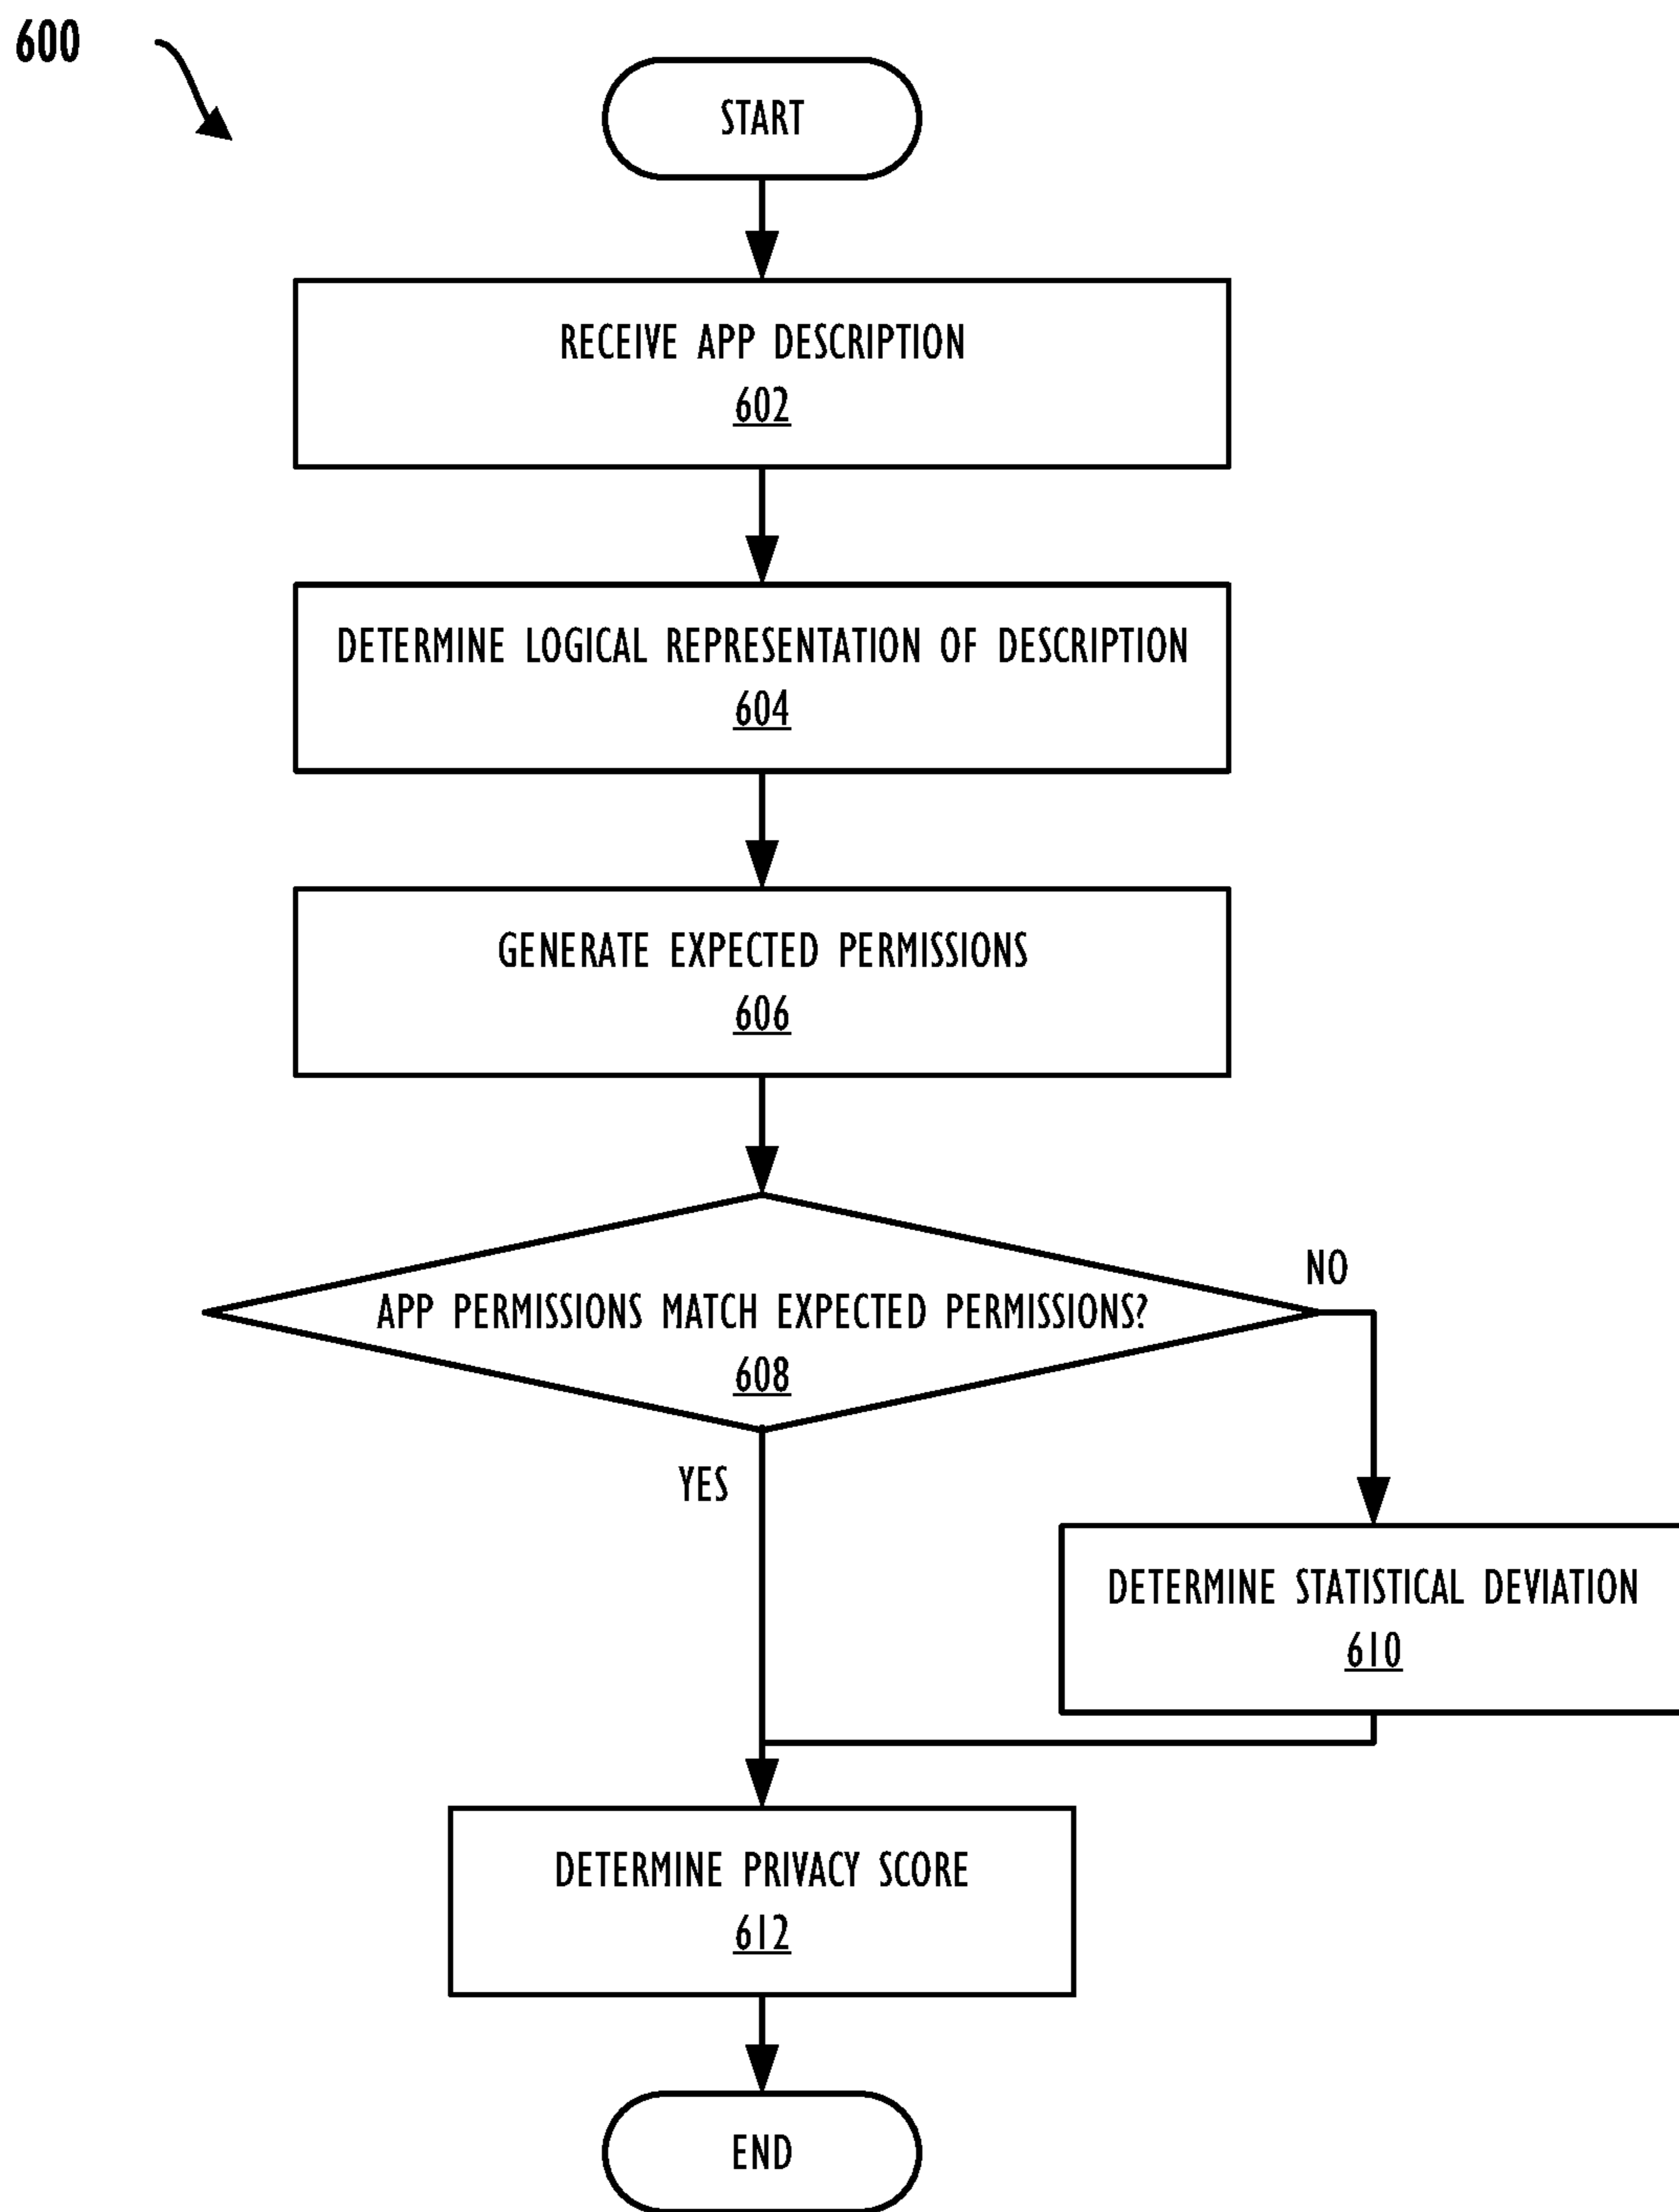 600
START
RECEIVE APP DESCRIPTION
602
DETERMINE LOGICAL REPRESENTATION OF DESCRIPTION
604
GENERATE EXPECTED PERMISSIONS
606
APP PERMISSIONS MATCH EXPECTED PERMISSIONS?
608
NO
YES
DETERMINE STATISTICAL DEVIATION
610
DETERMINE PRIVACY SCORE
612
END